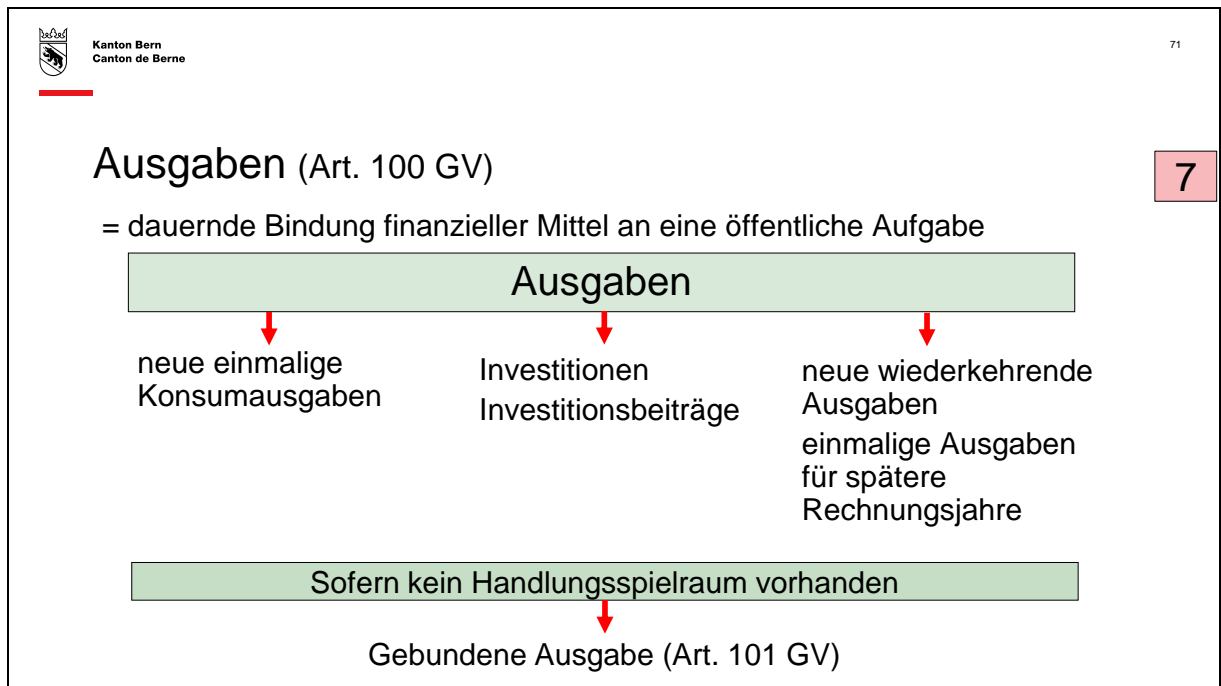 Kanton Bern
Canton de Berne
71
Ausgaben (Art. 100 GV)
7
= dauernde Bindung finanzieller Mittel an eine öffentliche Aufgabe
Ausgaben
neue einmalige
Konsumausgaben
Investitionen
Investitionsbeiträge
neue wiederkehrende
Ausgaben
einmalige Ausgaben
für spätere
Rechnungsjahre
Sofern kein Handlungsspielraum vorhanden
Gebundene Ausgabe (Art. 101 GV)